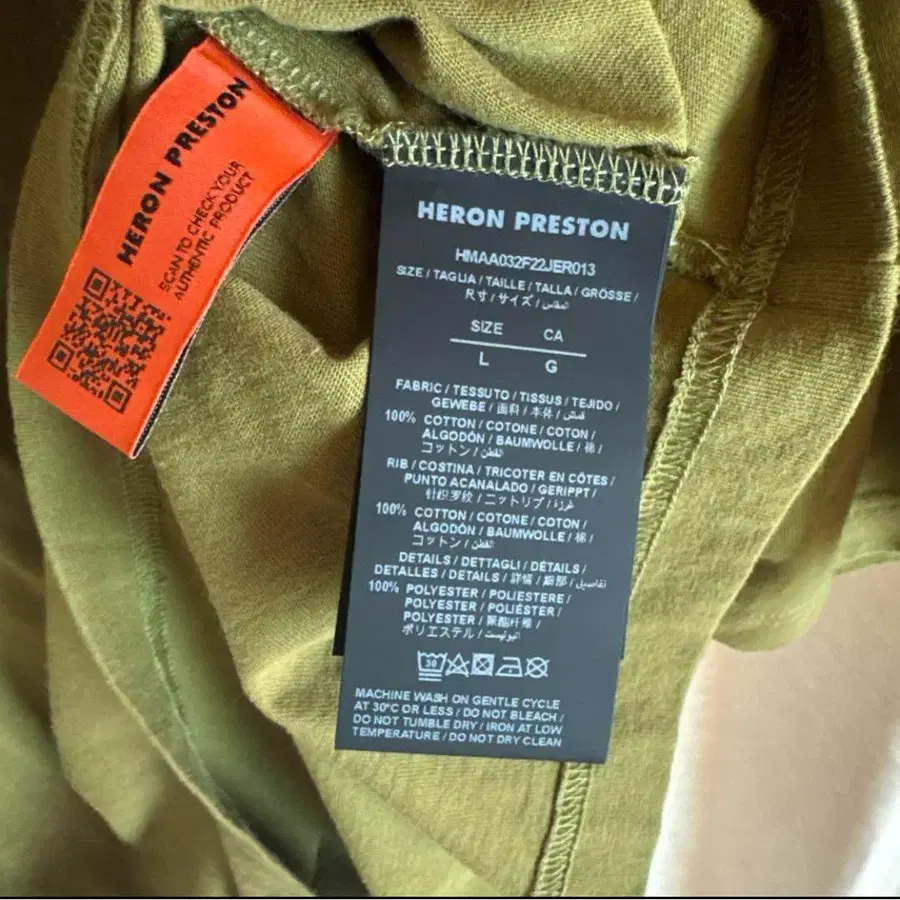 HERON PRESTON
SCAN TO CHECK YOUR
AUTHENTIC PRODUCT
HERON PRESTON
HMAA032F22JER013
SIZE / TAGLIA / TAILLE / TALLA / GRÖSSE /
尺寸 / サイズ / المقاس
SIZE CA
L G
FABRIC / TESSUTO / TISSUS / TEJIDO /
GEWEBE / 面料 / 本体 / قماش
100% COTTON / COTONE / COTON /
ALGODÓN / BAUMWOLLE / 棉 /
コットン / القطن
RIB / COSTINA / TRICOTER EN CÔTES /
PUNTO ACANALADO / GERIPPT /
针织罗纹 / ニットリブ / غرزة
100% COTTON / COTONE / COTON /
ALGODÓN / BAUMWOLLE / 棉 /
コットン / القطن
DETAILS / DETTAGLI / DÉTAILS /
DETALLES / DETAILS / 詳情 / 細部 / تفاصيل
100% POLYESTER / POLIESTERE /
POLYESTER / POLIÉSTER /
POLYESTER / 聚酯纤维 /
ポリエステル / البوليستر
30
MACHINE WASH ON GENTLE CYCLE
AT 30°C OR LESS / DO NOT BLEACH /
DO NOT TUMBLE DRY / IRON AT LOW
TEMPERATURE / DO NOT DRY CLEAN